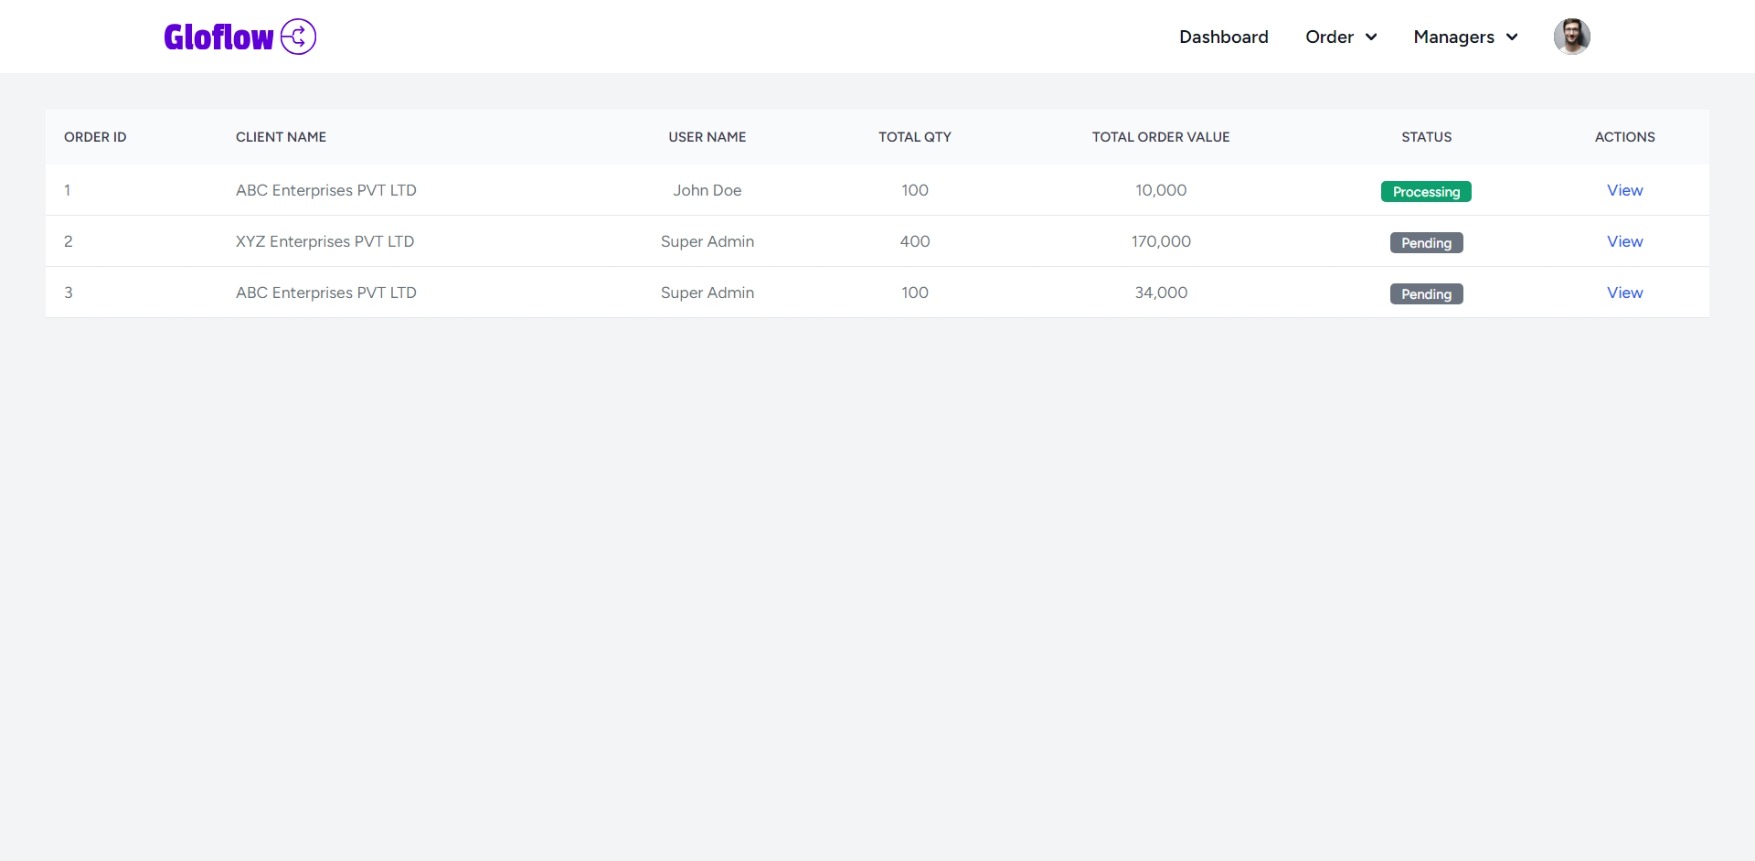 Gloflow Dashboard Order Managers
ORDER ID CLIENT NAME USER NAME TOTAL QTY TOTAL ORDER VALUE STATUS ACTIONS
1 ABC Enterprises PVT LTD John Doe 100 10,000 Processing View
2 XYZ Enterprises PVT LTD Super Admin 400 170,000 Pending View
3 ABC Enterprises PVT LTD Super Admin 100 34,000 Pending View